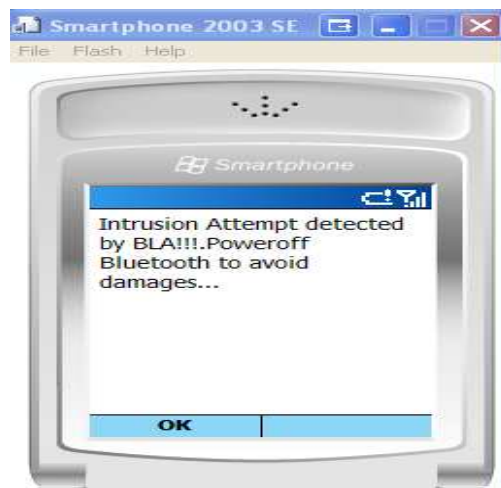 Smartphone 2003 SE
File Flash Help
Smartphone
Intrusion Attempt detected
by BLA!!!.Poweroff
Bluetooth to avoid
damages...
OK